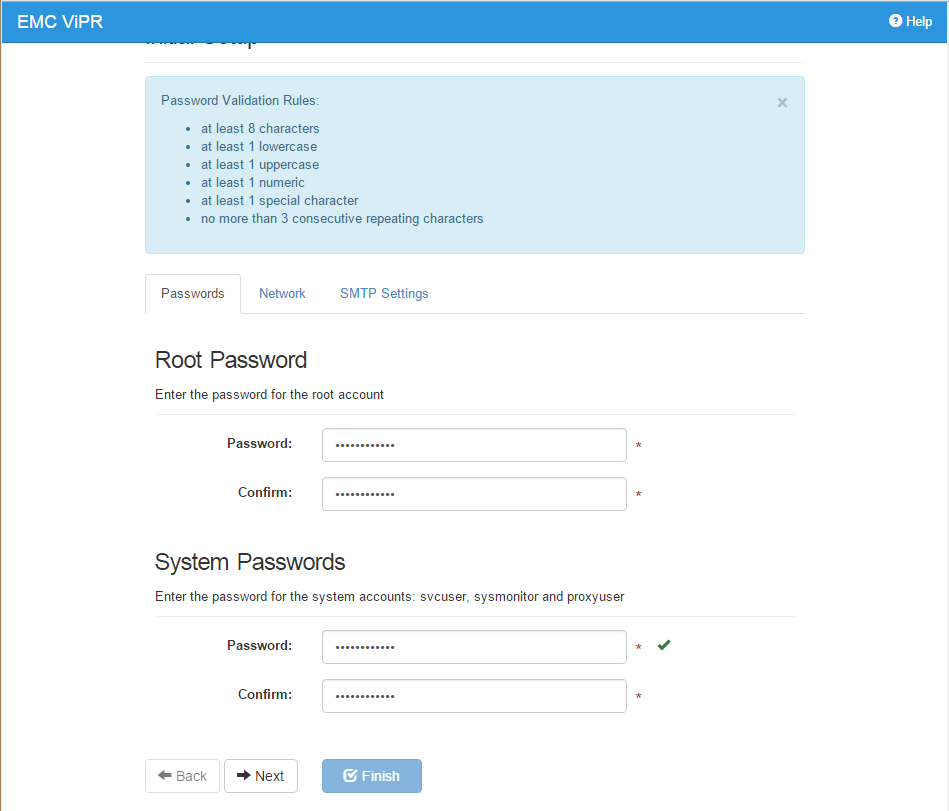 EMC ViPR
Help
Initial Setup
Password Validation Rules:
at least 8 characters
at least 1 lowercase
at least 1 uppercase
at least 1 numeric
at least 1 special character
no more than 3 consecutive repeating characters
Passwords Network SMTP Settings
Root Password
Enter the password for the root account
Password: •••••••••••• *
Confirm: •••••••••••• *
System Passwords
Enter the password for the system accounts: svcuser, sysmonitor and proxyuser
Password: •••••••••••• *
Confirm: •••••••••••• *
Back Next Finish